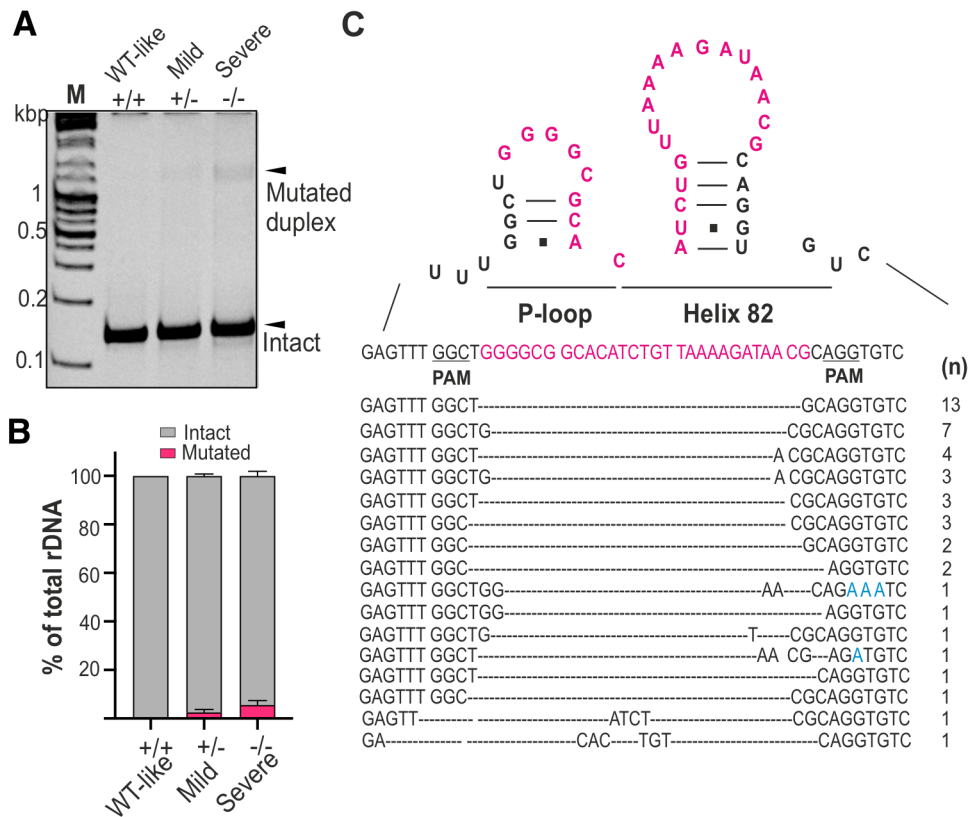 A
WT-like
Mild
Severe
M
+/+
+/-
-/-
kbp
1
0.5
0.2
0.1
Mutated
duplex
Intact
B
Intact
Mutated
% of total rDNA
100
80
60
40
20
+/+
+/-
-/-
WT-like
Mild
Severe
C
U U U G G C U G G G G C G C A C A U C U G U U A A A A G A U A A C G C A G G U G U C
P-loop
Helix 82
GAGTTT GGCTGGGGCG GCACATCTGT TAAAAGATAA CGCAGGTGTC
PAM
PAM
(n)
GAGTTT GGCT----------GCAGGTGTC 13
GAGTTT GGCTG----------CGCAGGTGTC 7
GAGTTT GGCT----------A CGCAGGTGTC 4
GAGTTT GGCTG----------A CGCAGGTGTC 3
GAGTTT GGCT---------- CGCAGGTGTC 3
GAGTTT GGC---------- CGCAGGTGTC 3
GAGTTT GGC----------GCAGGTGTC 2
GAGTTT GGC---------- AGGTGTC 2
GAGTTT GGCTGG----------AA----CAGAAATC 1
GAGTTT GGCTGG---------- AGGTGTC 1
GAGTTT GGCTG----------T----CGCAGGTGTC 1
GAGTTT GGCT----------AA CG---AGATGTC 1
GAGTTT GGCT----------CAGGTGTC 1
GAGTTT GGC----------CGCAGGTGTC 1
GAGTT-------- ----------ATCT----------CGCAGGTGTC 1
GA---------- ----------CAC----TGT----------CAGGTGTC 1